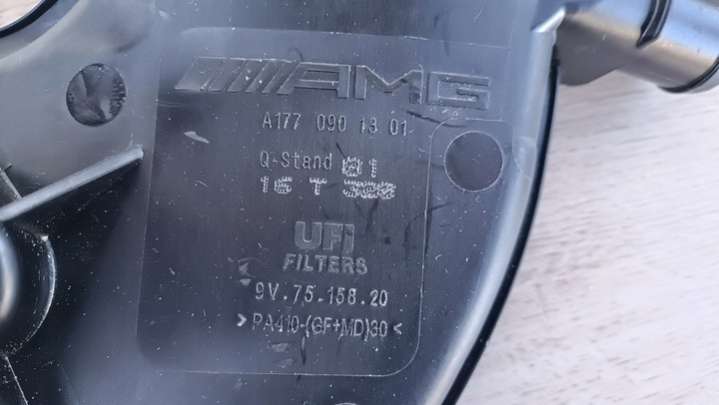 AMG
A177 090 13 01
Q-Stand 01
16 T
UFi
FILTERS
9V.75.158.20
>PA410-(GF+MD)30<